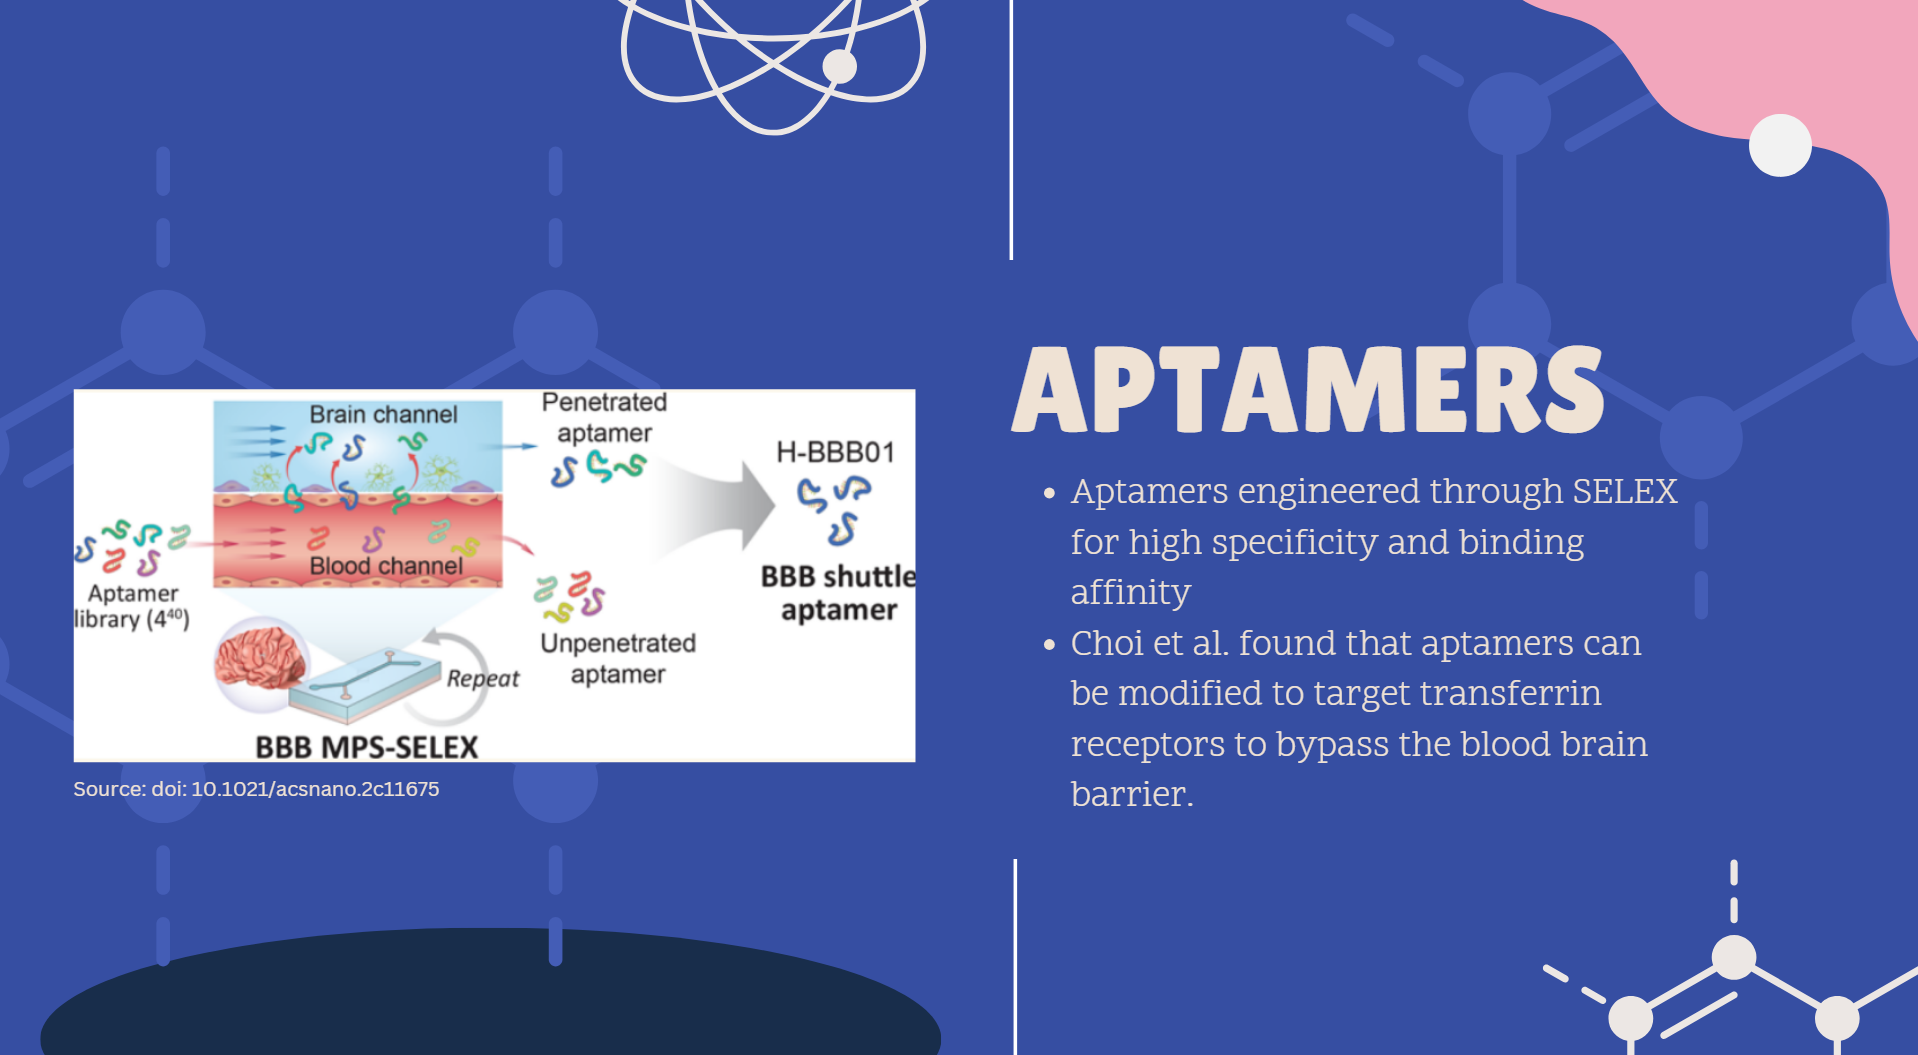 Brain channel
Penetrated
aptamer
H-BBB01
BBB shuttle
aptamer
Blood channel
Aptamer
library (4⁴⁰)
Unpenetrated
aptamer
Repeat
BBB MPS-SELEX
Source: doi: 10.1021/acsnano.2c11675
APTAMERS
• Aptamers engineered through SELEX
for high specificity and binding
affinity
• Choi et al. found that aptamers can
be modified to target transferrin
receptors to bypass the blood brain
barrier.